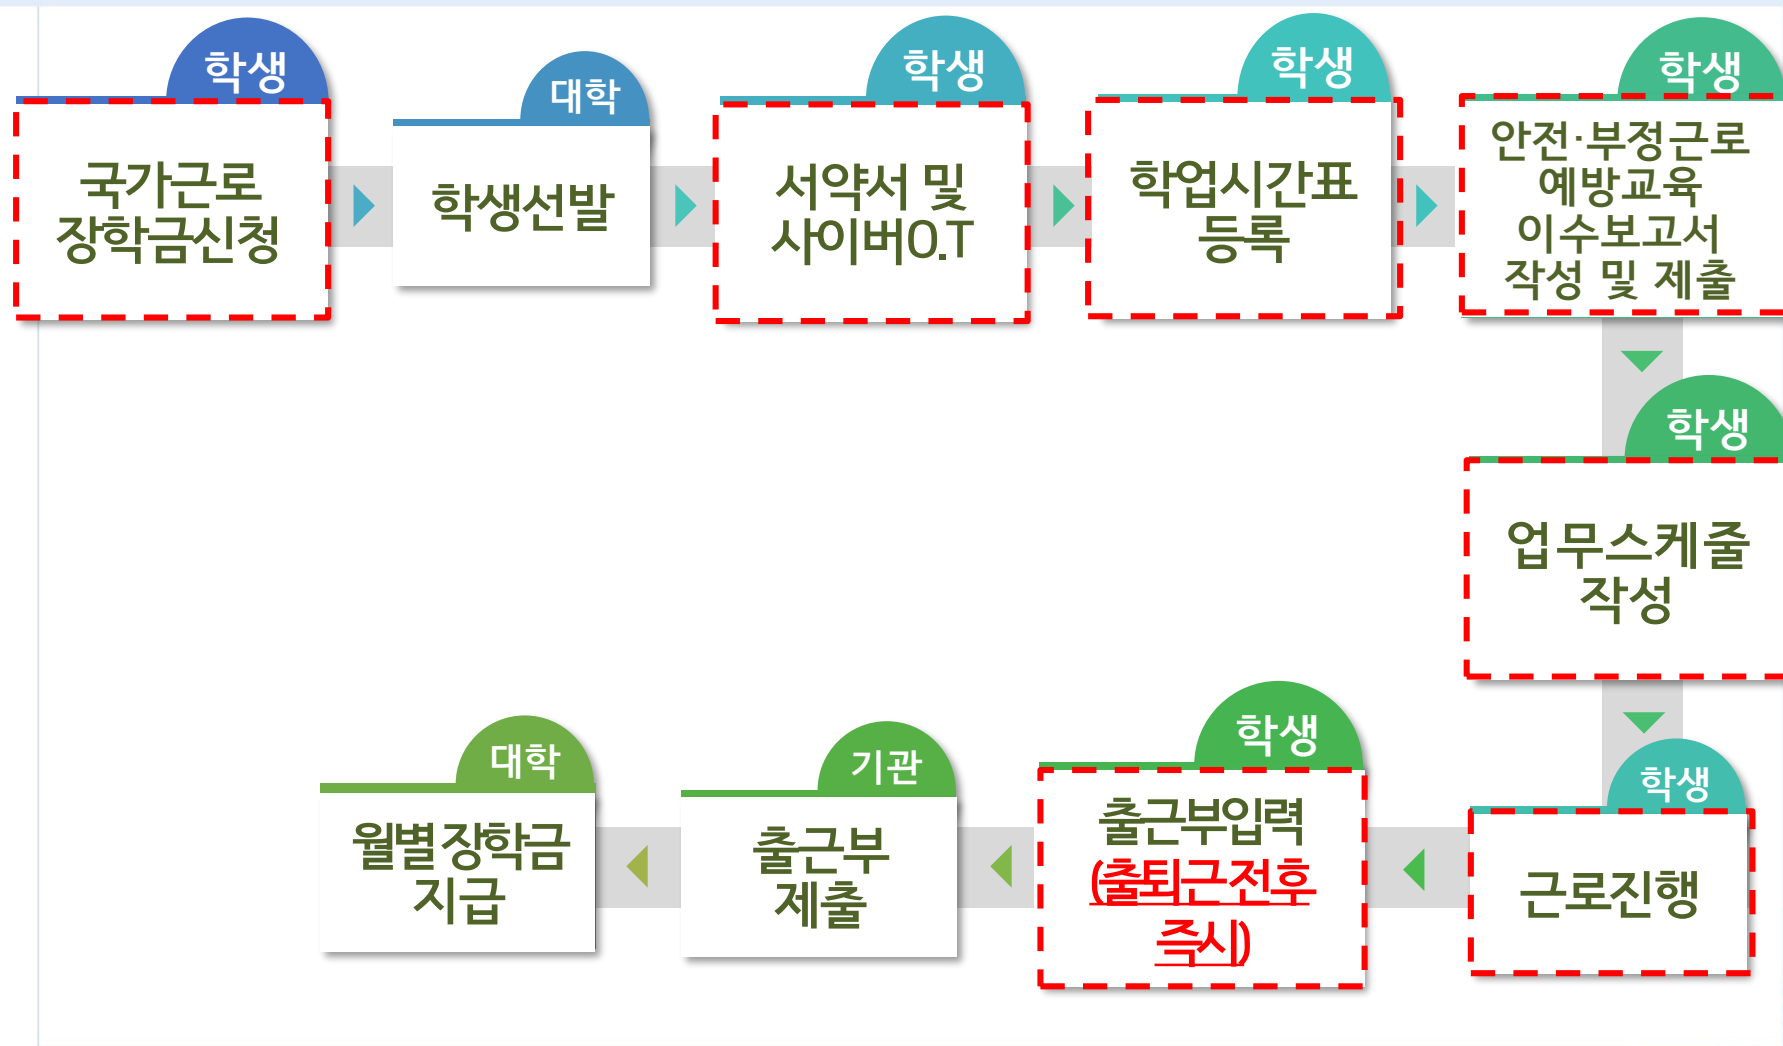 학생
국가근로
장학금신청
대학
학생선발
학생
서약서 및
사이버O.T
학생
학업시간표
등록
학생
안전·부정근로
예방교육
이수보고서
작성 및 제출
학생
업무스케줄
작성
학생
근로진행
학생
출근부입력
(출퇴근전후
즉시)
기관
출근부
제출
대학
월별장학금
지급